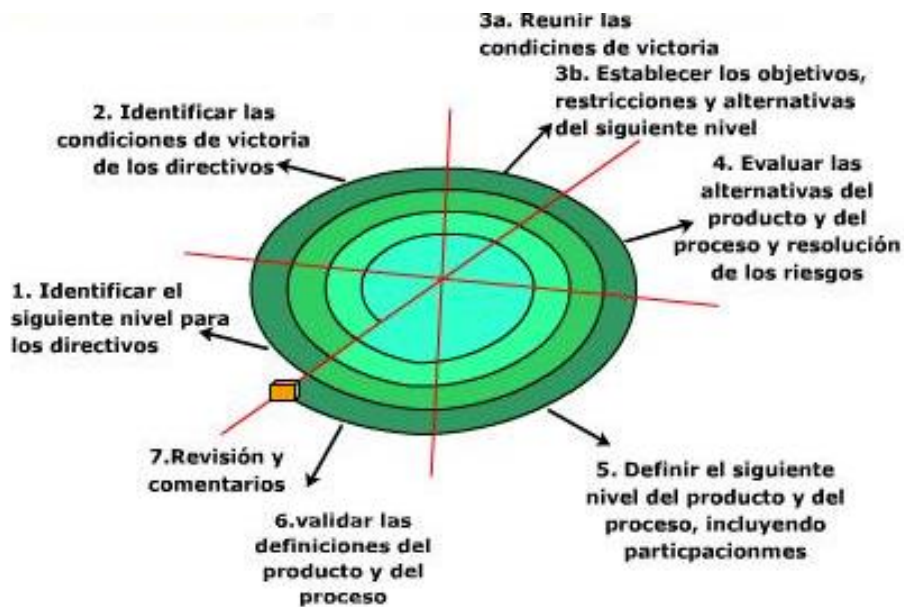 1. Identificar el
siguiente nivel para
los directivos
2. Identificar las
condiciones de victoria
de los directivos
3a. Reunir las
condicines de victoria
3b. Establecer los objetivos,
restricciones y alternativas
del siguiente nivel
4. Evaluar las
alternativas del
producto y del
proceso y resolución
de los riesgos
5. Definir el siguiente
nivel del producto y del
proceso, incluyendo
particpacionmes
6.validar las
definiciones del
producto y del
proceso
7.Revisión y
comentarios